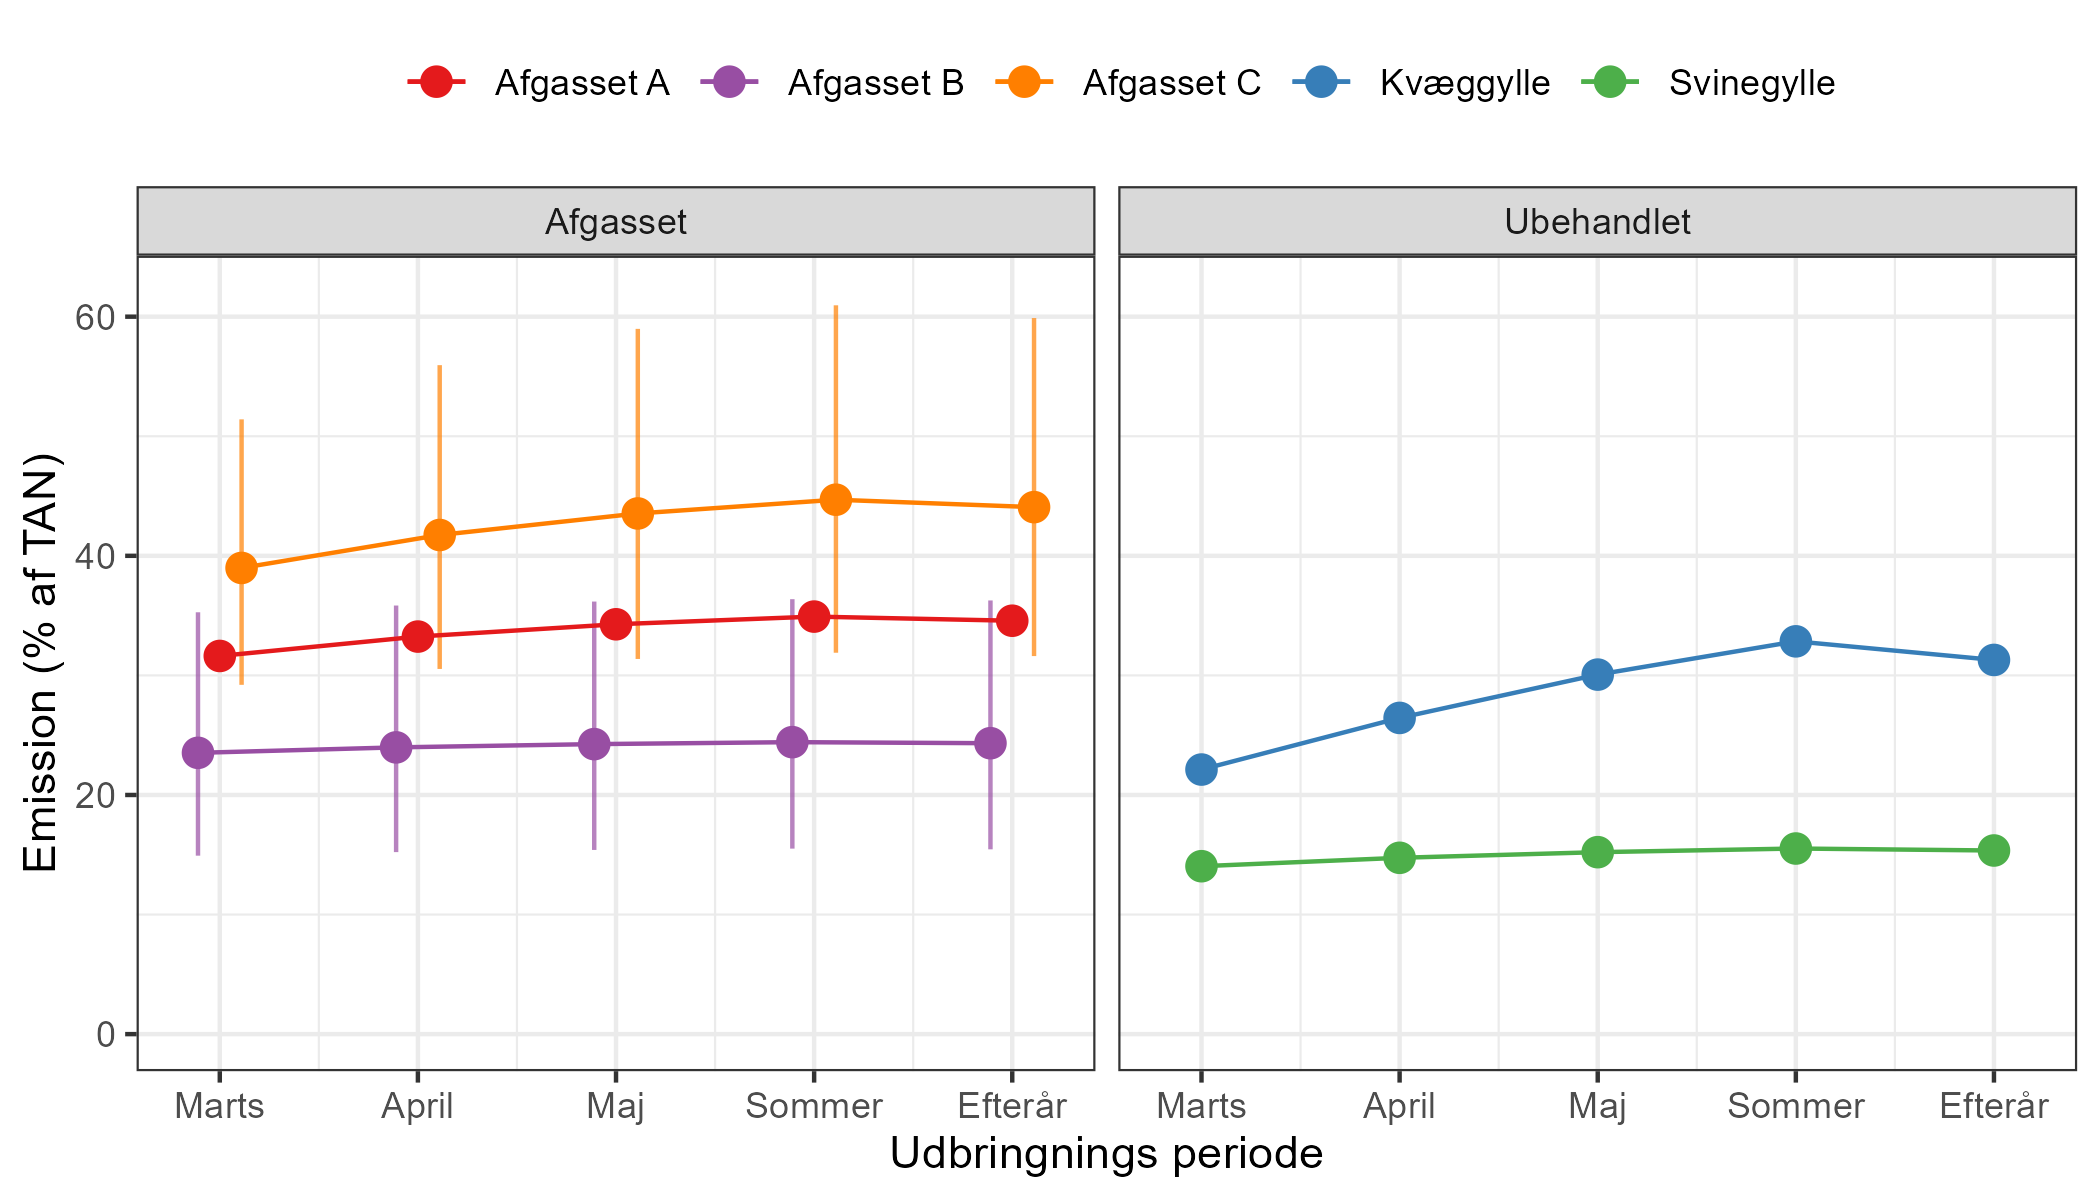 Afgasset A Afgasset B Afgasset C Kvæggylle Svinegylle
Afgasset Ubehandlet
Emission (% af TAN)
60
40
20
0
Marts April Maj Sommer Efterår Marts April Maj Sommer Efterår
Udbringnings periode